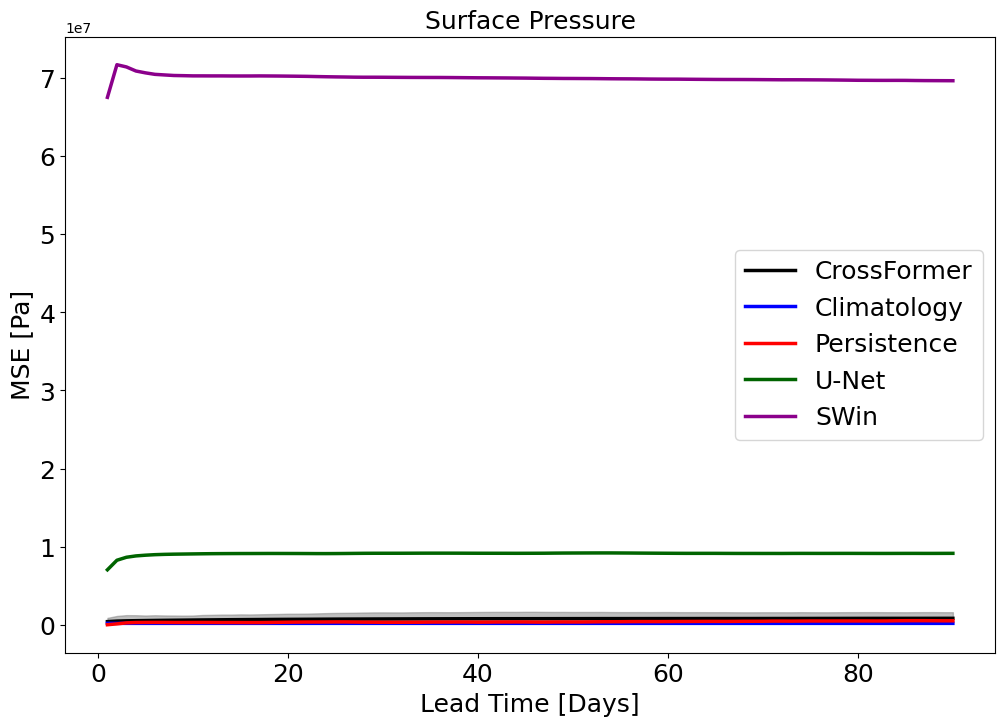 Surface Pressure
1e7
7
6
5
4
3
2
1
0
MSE [Pa]
CrossFormer
Climatology
Persistence
U-Net
SWin
0 20 40 60 80
Lead Time [Days]